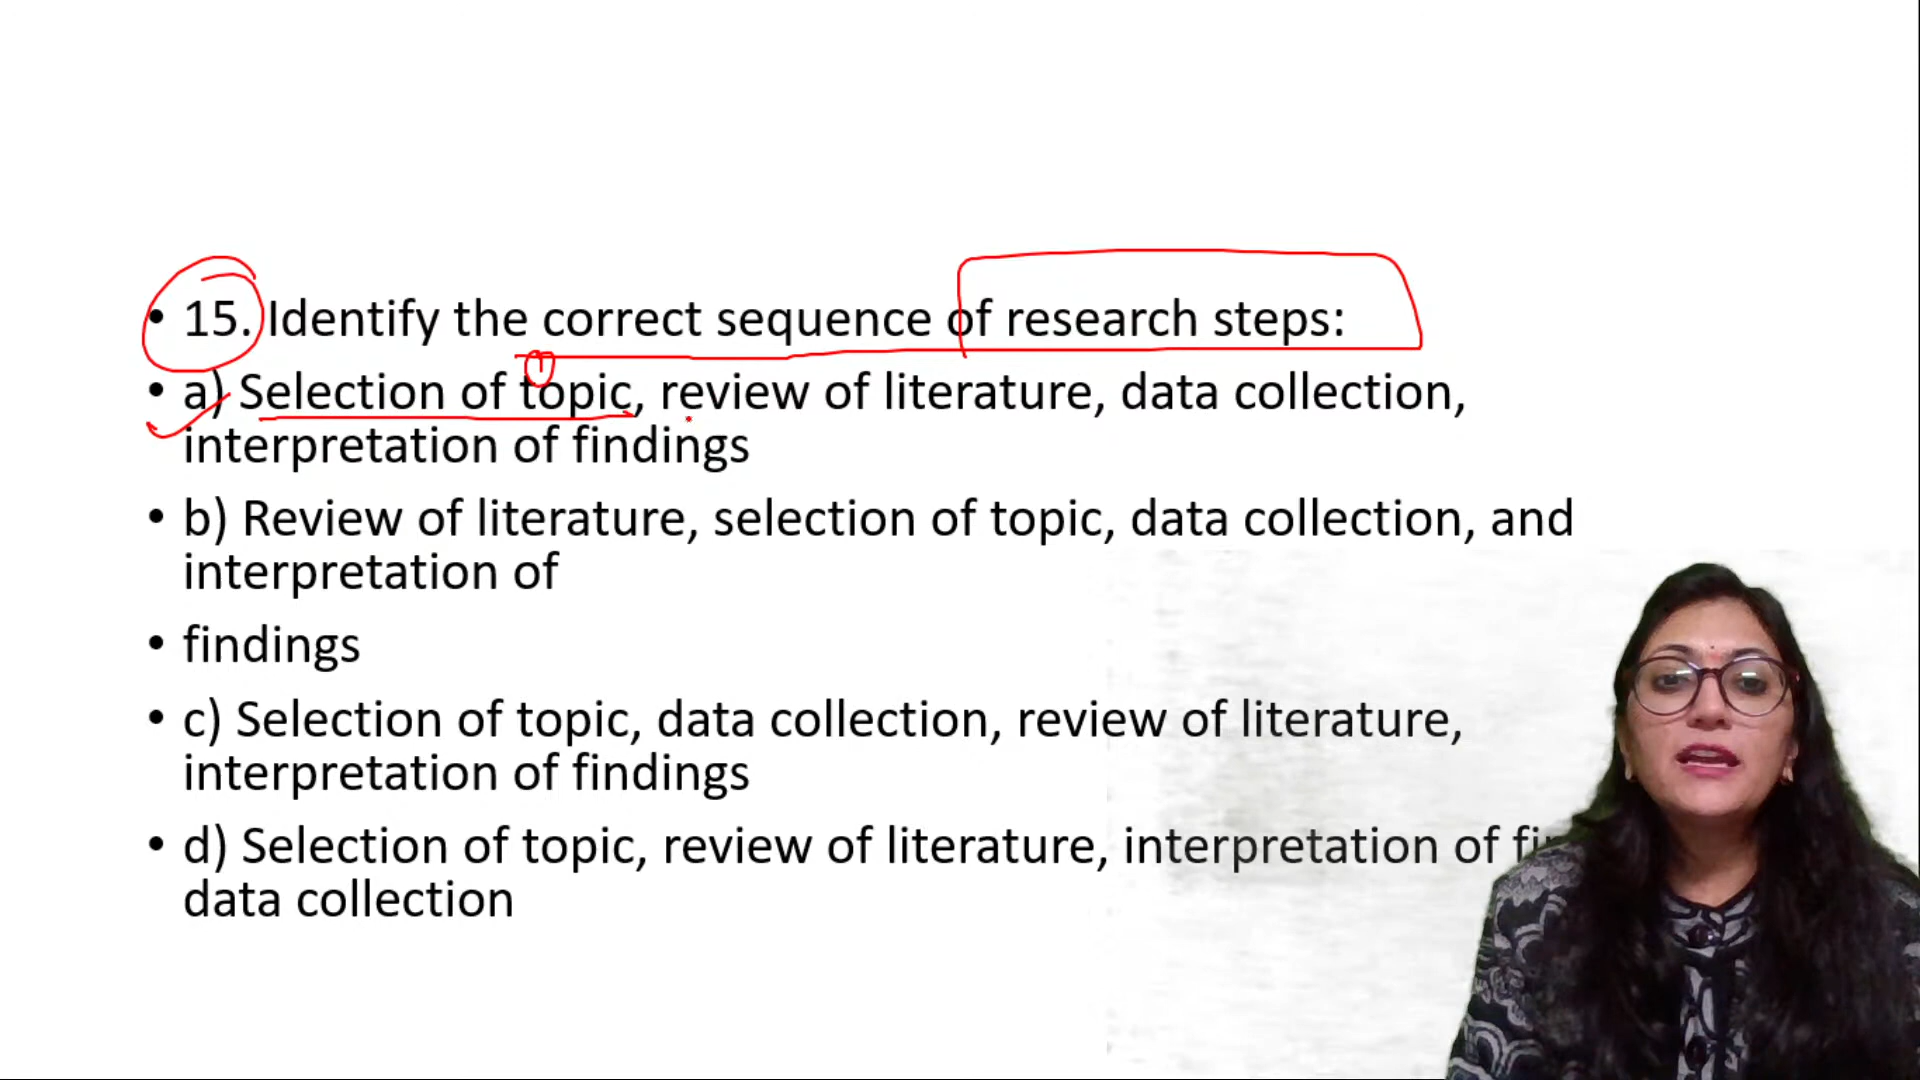 • 15. Identify the correct sequence of research steps:
1
• a) Selection of topic, review of literature, data collection,
interpretation of findings
• b) Review of literature, selection of topic, data collection, and
interpretation of
• findings
• c) Selection of topic, data collection, review of literature,
interpretation of findings
• d) Selection of topic, review of literature, interpretation of
data collection